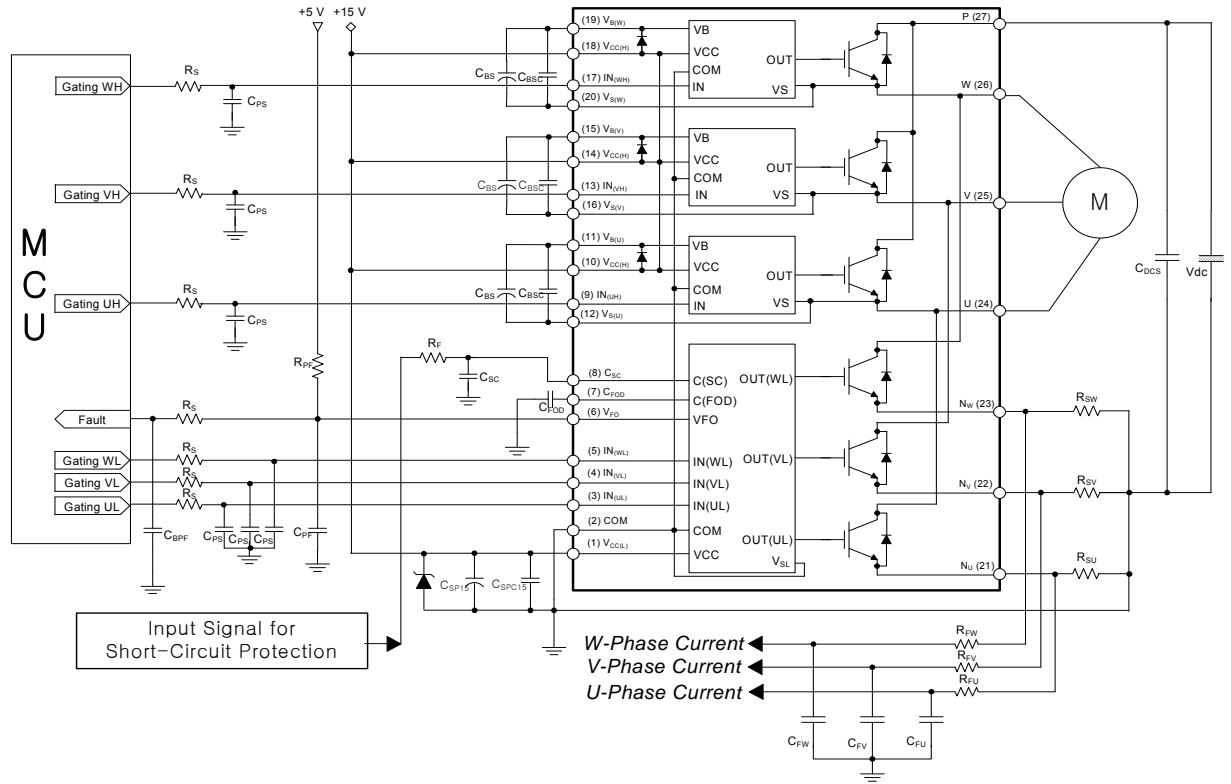 +5 V
+15 V
MCU
Gating WH
Gating VH
Gating UH
Fault
Gating WL
Gating VL
Gating UL
RS
CPS
RS
CPS
RS
CPS
RPF
RF
CSC
CFOD
RS
RS
RS
RS
CBPF
CPS
CPS
CPS
CPF
CSP15
CSPC15
CBS
CBSC
CBS
CBSC
CBS
CBSC
(19) VB(W)
(18) VCC(H)
(17) IN(WH)
(20) VS(W)
(15) VB(V)
(14) VCC(H)
(13) IN(VH)
(16) VS(V)
(11) VB(U)
(10) VCC(H)
(9) IN(UH)
(12) VS(U)
(8) CSC
(7) CFOD
(6) VFO
(5) IN(WL)
(4) IN(VL)
(3) IN(UL)
(2) COM
(1) VCC(L)
VB
VCC
COM
IN
OUT
VS
VB
VCC
COM
IN
OUT
VS
VB
VCC
COM
IN
OUT
VS
C(SC)
C(FOD)
VFO
IN(WL)
IN(VL)
IN(UL)
COM
VCC
OUT(WL)
OUT(VL)
OUT(UL)
VSL
P (27)
W (26)
V (25)
U (24)
NW (23)
NV (22)
NU (21)
M
CDCS
Vdc
RSW
RSV
RSU
Input Signal for
Short-Circuit Protection
W-Phase Current
V-Phase Current
U-Phase Current
RFW
RFV
RFU
CFW
CFV
CFU